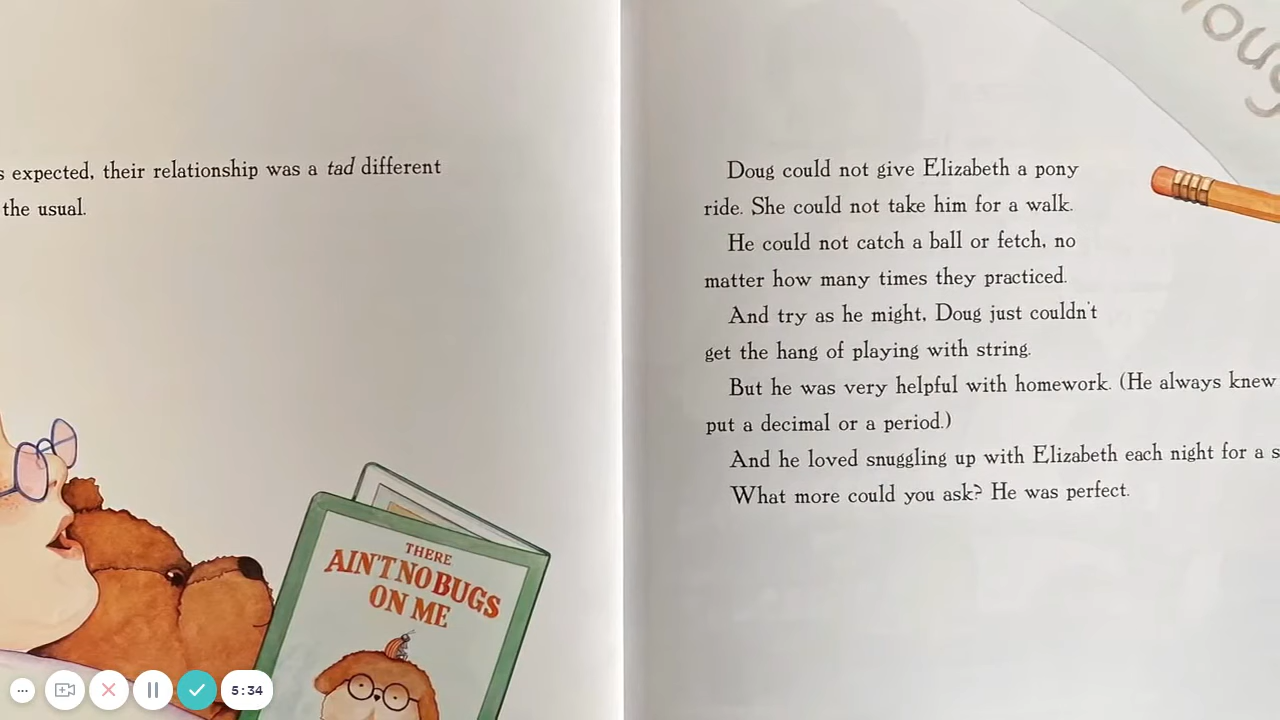 expected, their relationship was a tad different
the usual.
THERE
AIN'T NO BUGS
ON ME
5:34
Doug could not give Elizabeth a pony
ride. She could not take him for a walk.
He could not catch a ball or fetch, no
matter how many times they practiced.
And try as he might, Doug just couldn't
get the hang of playing with string.
But he was very helpful with homework. (He always knew
put a decimal or a period.)
And he loved snuggling up with Elizabeth each night for a
What more could you ask? He was perfect.